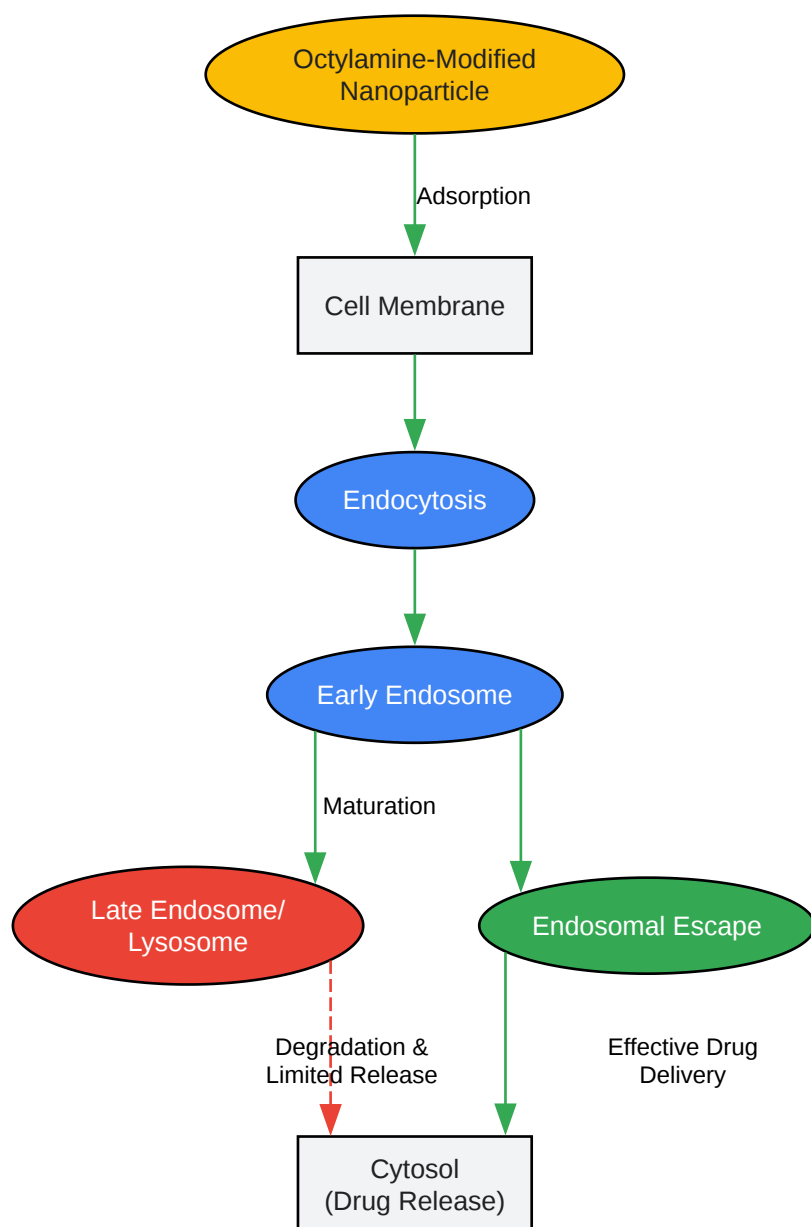 Octylamine-Modified
Nanoparticle
Adsorption
Cell Membrane
Endocytosis
Early Endosome
Maturation
Late Endosome/
Lysosome
Endosomal Escape
Degradation &
Limited Release
Effective Drug
Delivery
Cytosol
(Drug Release)